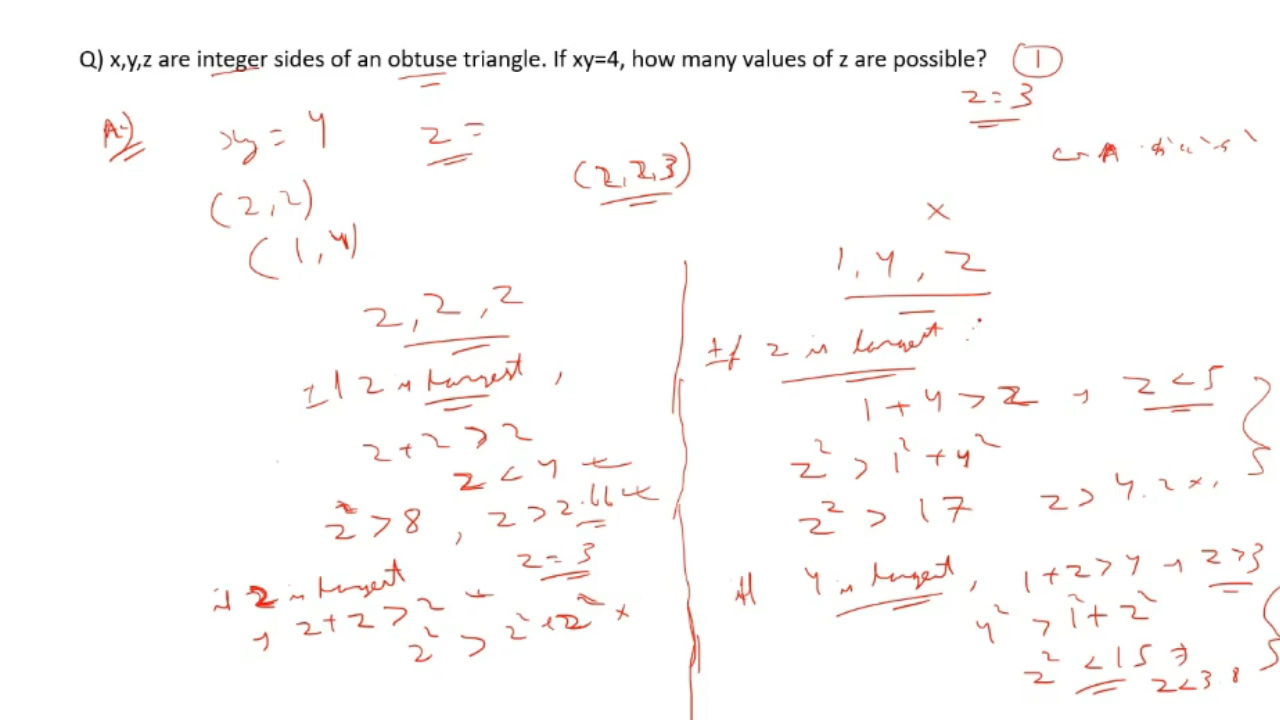 Q) x,y,z are integer sides of an obtuse triangle. If xy=4, how many values of z are possible? 1
z=3
A) xy = 4 z =
(2,2,3)
(2,2)
(1,4)
2,2,z
If z is largest,
2+2 > z
z < 4
z² > 8, z > 2.
z = 3
if 2 is largest
2+z > 2
2² > 2² + z² ×
×
1, 4, z
If z is largest :
1+4 > z → z < 5
z² > 1² + 4²
z² > 17 z > 4.2 ×.
if 4 is largest, 1+z > 4 → z > 3
4² > 1² + z²
z² < 15 ⇒
z < 3.8